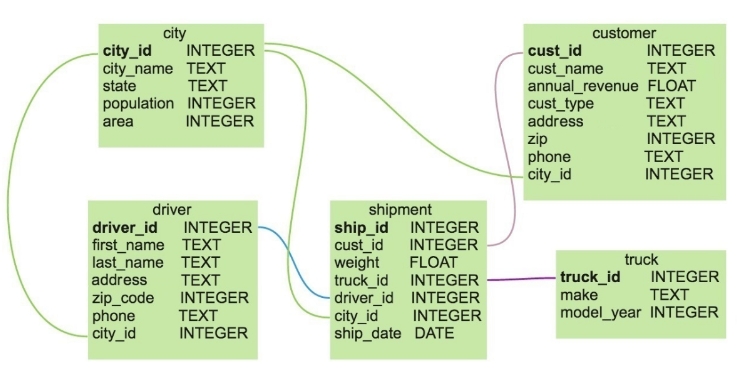 city
city_id INTEGER
city_name TEXT
state TEXT
population INTEGER
area INTEGER
customer
cust_id INTEGER
cust_name TEXT
annual_revenue FLOAT
cust_type TEXT
address TEXT
zip INTEGER
phone TEXT
city_id INTEGER
driver
driver_id INTEGER
first_name TEXT
last_name TEXT
address TEXT
zip_code INTEGER
phone TEXT
city_id INTEGER
shipment
ship_id INTEGER
cust_id INTEGER
weight FLOAT
truck_id INTEGER
driver_id INTEGER
city_id INTEGER
ship_date DATE
truck
truck_id INTEGER
make TEXT
model_year INTEGER